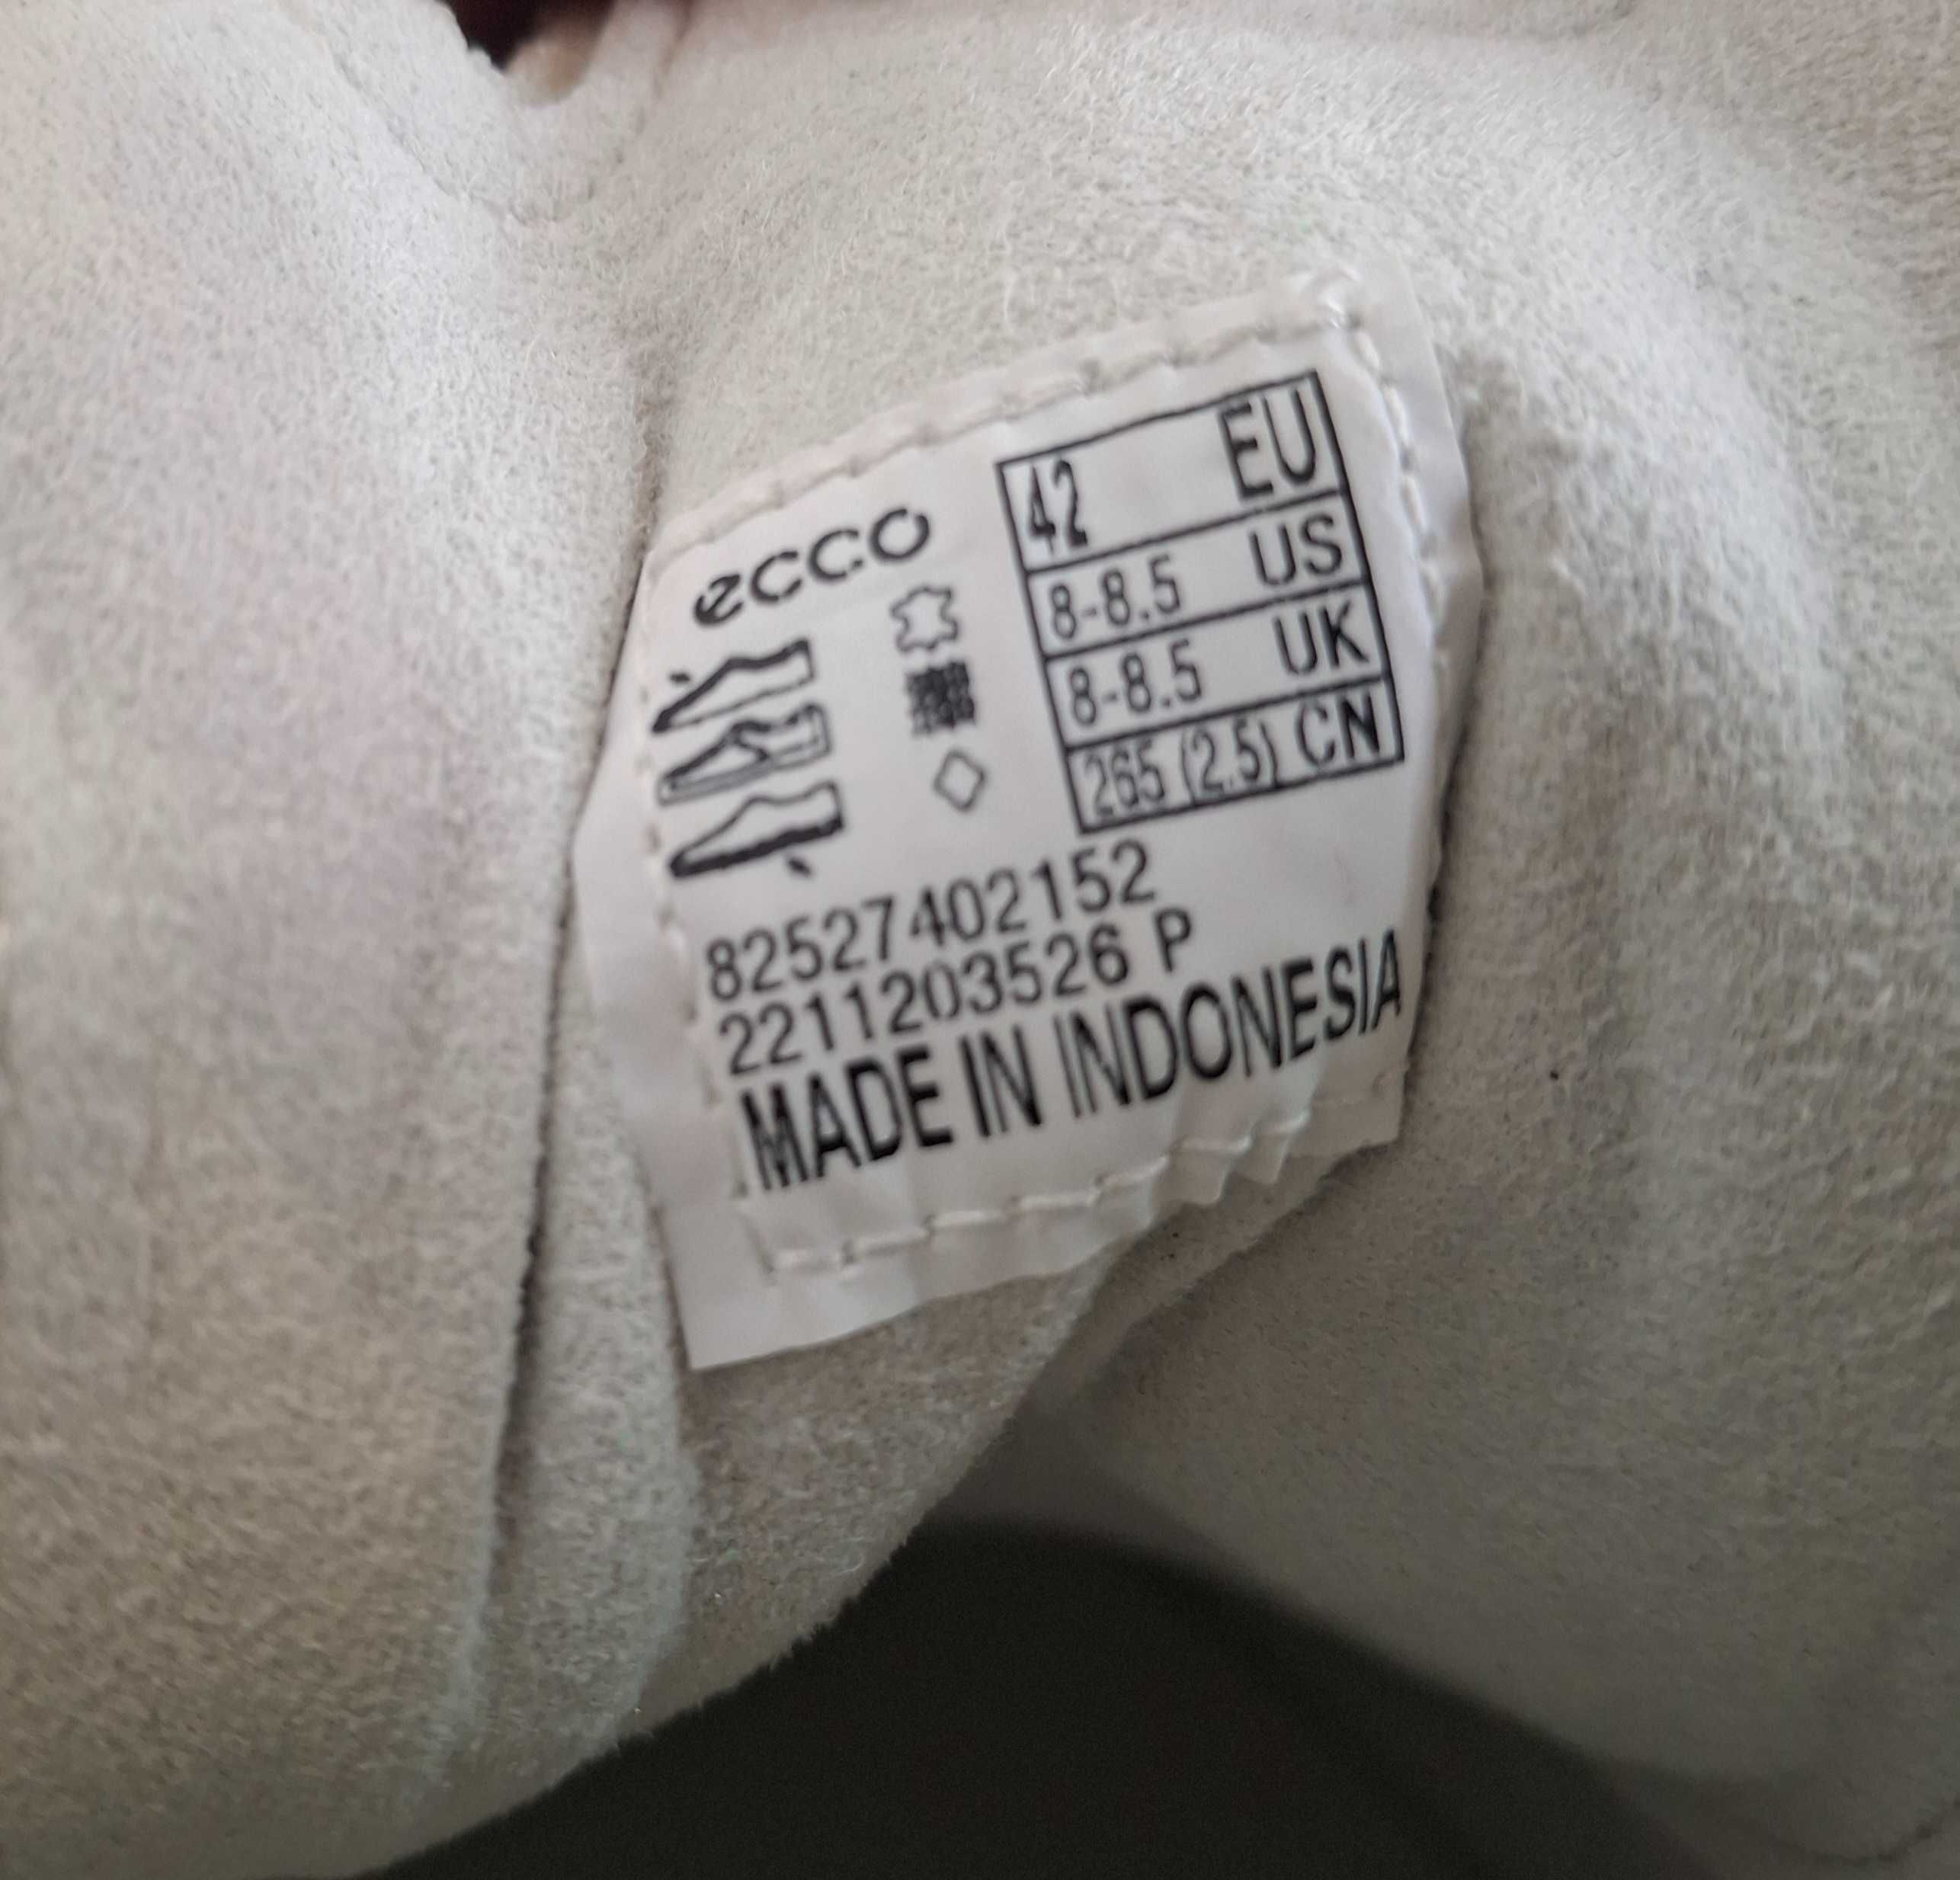 ecco
42 EU
8-8.5 US
8-8.5 UK
265 (2.5) CN
82527402152
2211203526 P
MADE IN INDONESIA